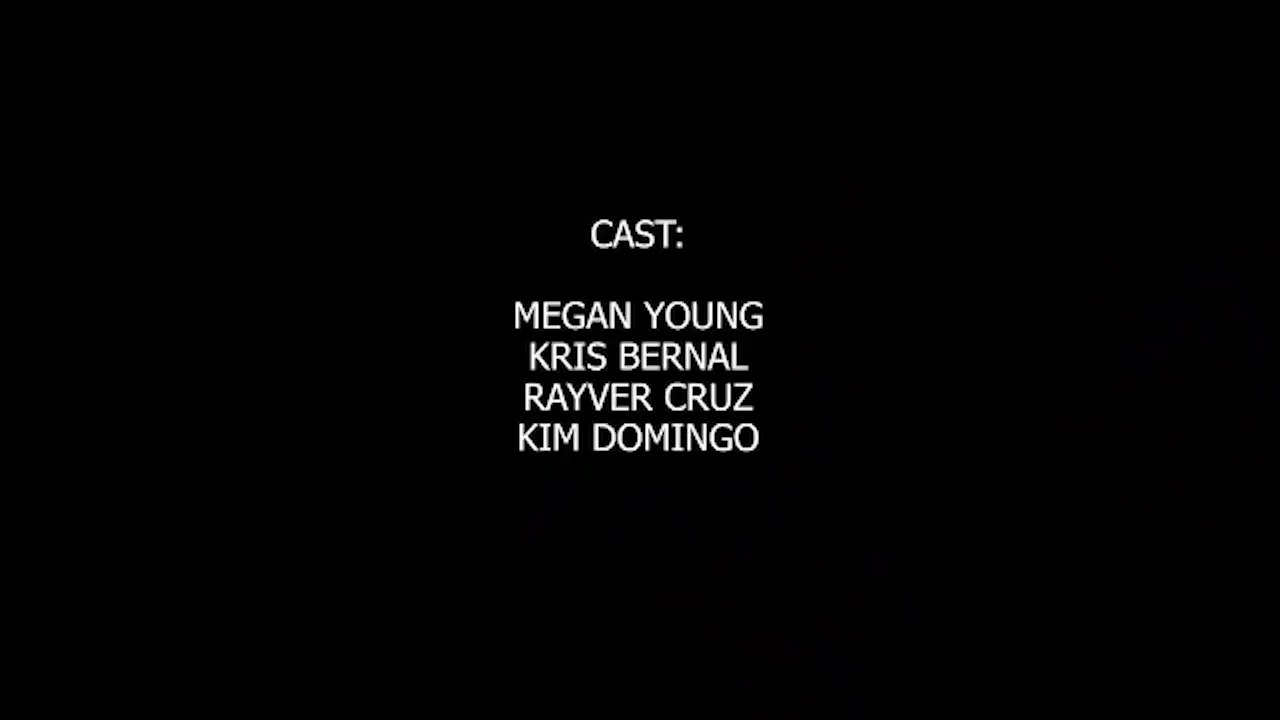 CAST:
MEGAN YOUNG
KRIS BERNAL
RAYVER CRUZ
KIM DOMINGO